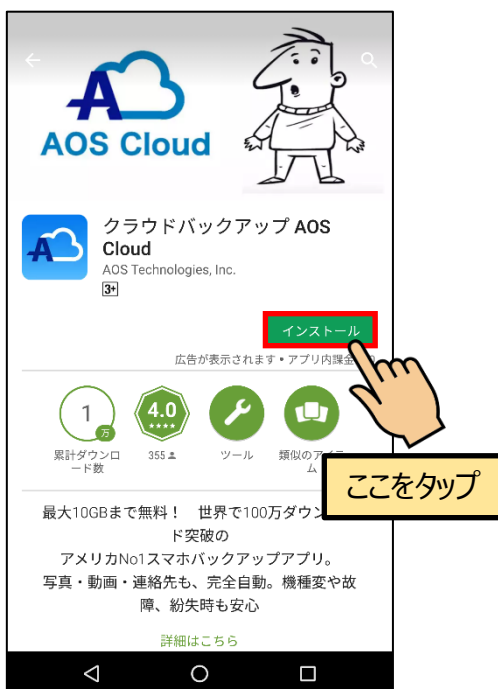 AOS Cloud
クラウドバックアップ AOS
Cloud
AOS Technologies, Inc.
3+
インストール
広告が表示されます • アプリ内課金
1
万
4.0
累計ダウンロ
ード数
355
ツール
類似のアイ
ム
ここをタップ
最大10GBまで無料！ 世界で100万ダウン
ド突破の
アメリカNo1スマホバックアップアプリ。
写真・動画・連絡先も、完全自動。機種変や故
障、紛失時も安心
詳細はこちら